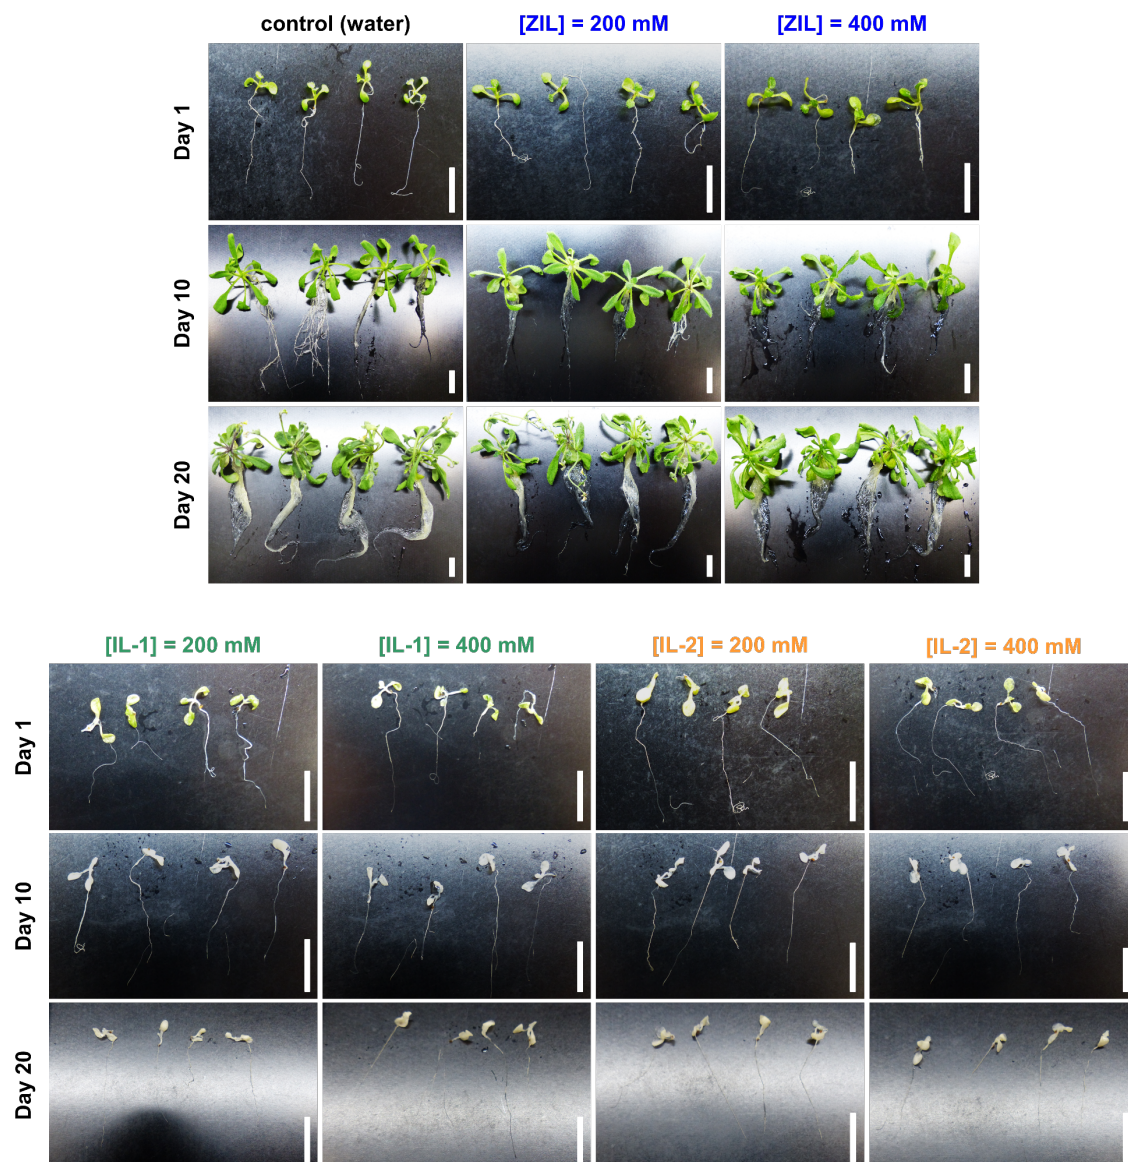 control (water)
[ZIL] = 200 mM
[ZIL] = 400 mM
Day 1
Day 10
Day 20
[IL-1] = 200 mM
[IL-1] = 400 mM
[IL-2] = 200 mM
[IL-2] = 400 mM
Day 1
Day 10
Day 20